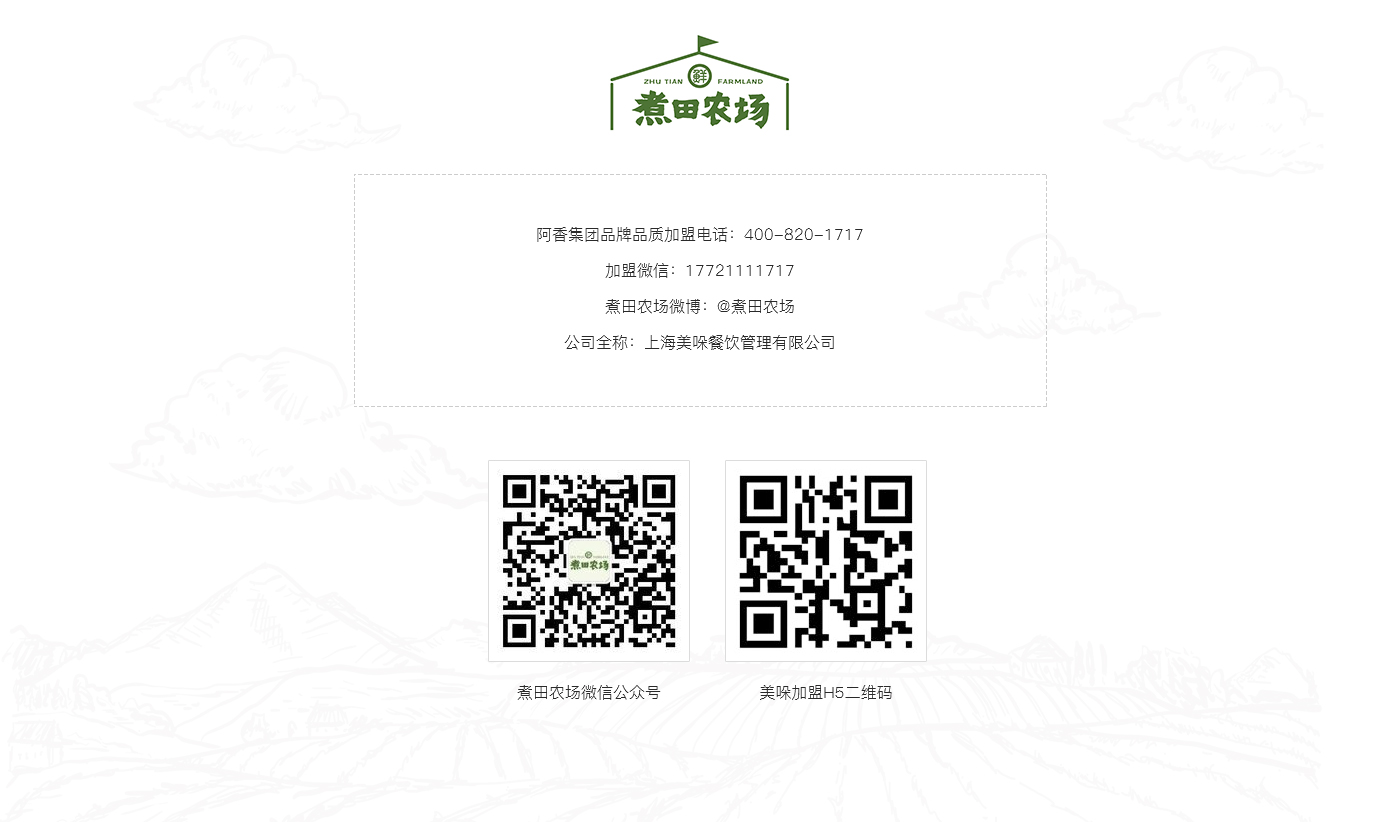 ZHU TIAN 鲜 FARMLAND
煮田农场
阿香集团品牌品质加盟电话：400-820-1717
加盟微信：17721111717
煮田农场微博：@煮田农场
公司全称：上海美哚餐饮管理有限公司
煮田农场
煮田农场微信公众号
美哚加盟H5二维码